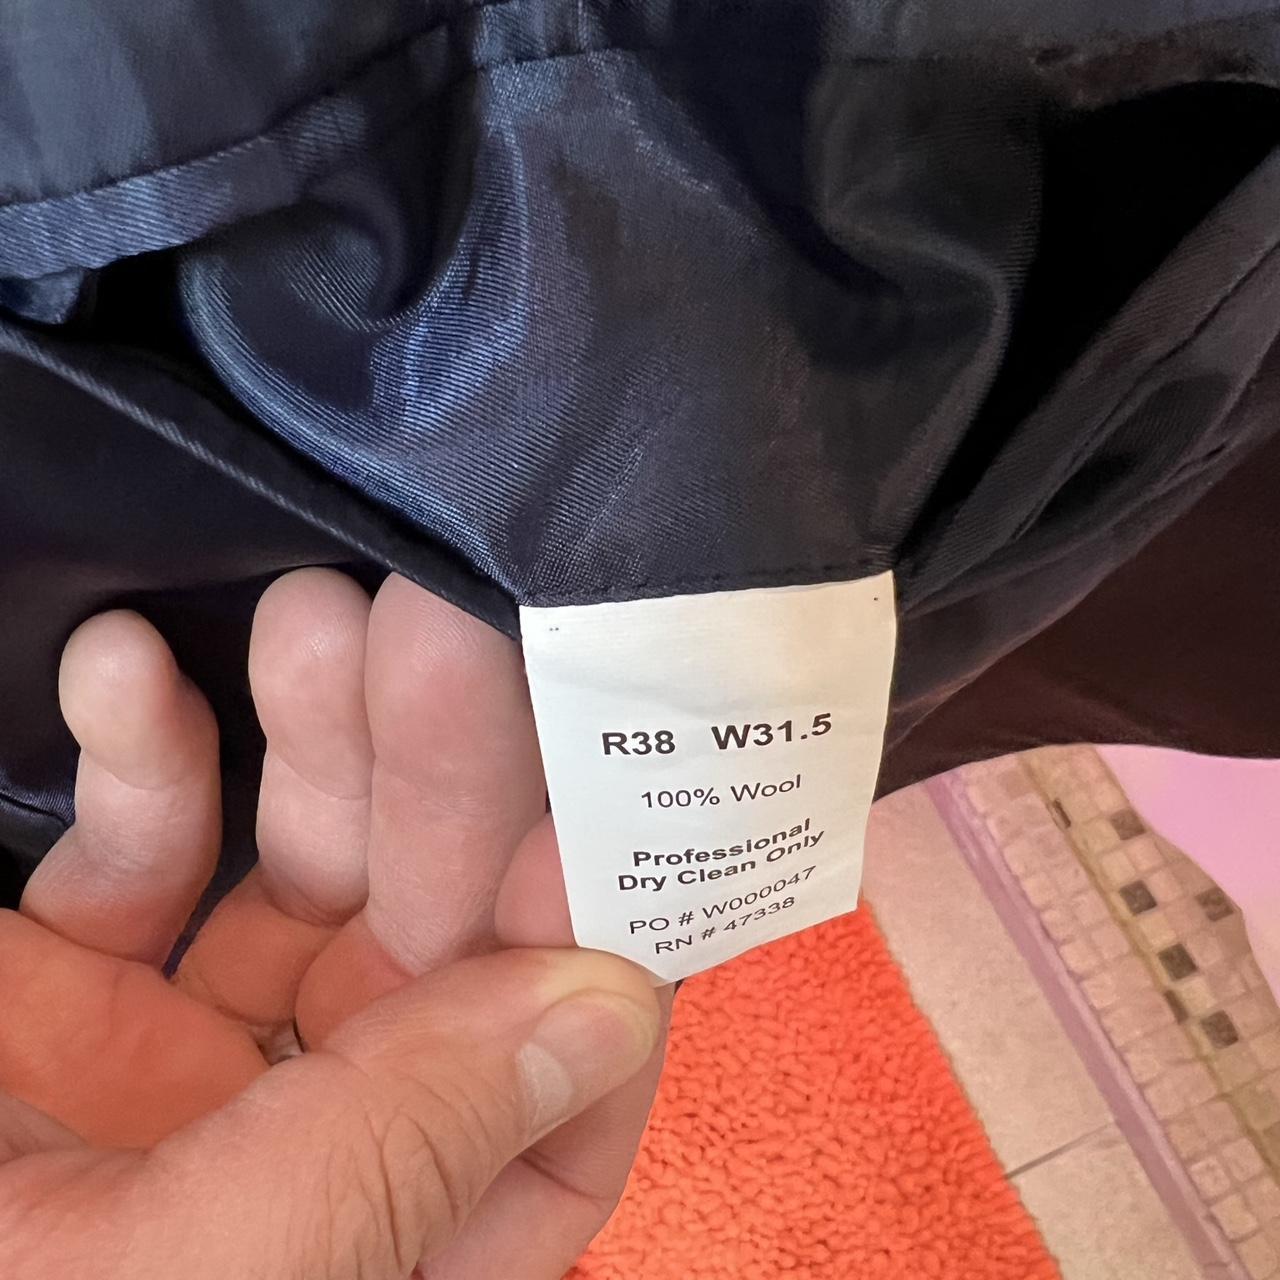 R38 W31.5
100% Wool
Professional
Dry Clean Only
PO # W000047
RN # 47338